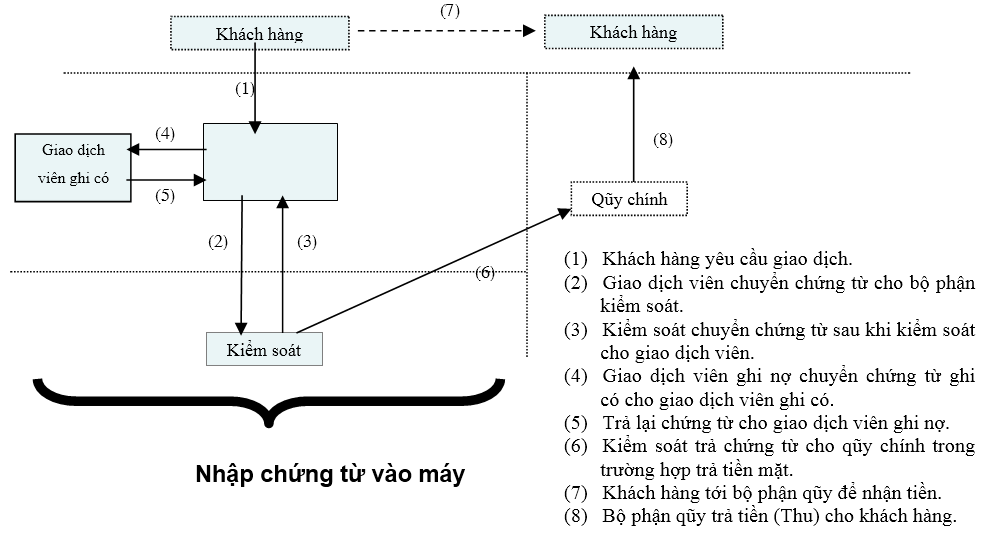 (7)
Khách hàng
Khách hàng
(1)
(4)
Giao dịch
viên ghi có
(5)
(8)
Qũy chính
(2)
(3)
(6)
Kiểm soát
Nhập chứng từ vào máy
(1) Khách hàng yêu cầu giao dịch.
(2) Giao dịch viên chuyển chứng từ cho bộ phận
kiểm soát.
(3) Kiểm soát chuyển chứng từ sau khi kiểm soát
cho giao dịch viên.
(4) Giao dịch viên ghi nợ chuyển chứng từ ghi
có cho giao dịch viên ghi có.
(5) Trả lại chứng từ cho giao dịch viên ghi nợ.
(6) Kiểm soát trả chứng từ cho qũy chính trong
trường hợp trả tiền mặt.
(7) Khách hàng tới bộ phận qũy để nhận tiền.
(8) Bộ phận qũy trả tiền (Thu) cho khách hàng.